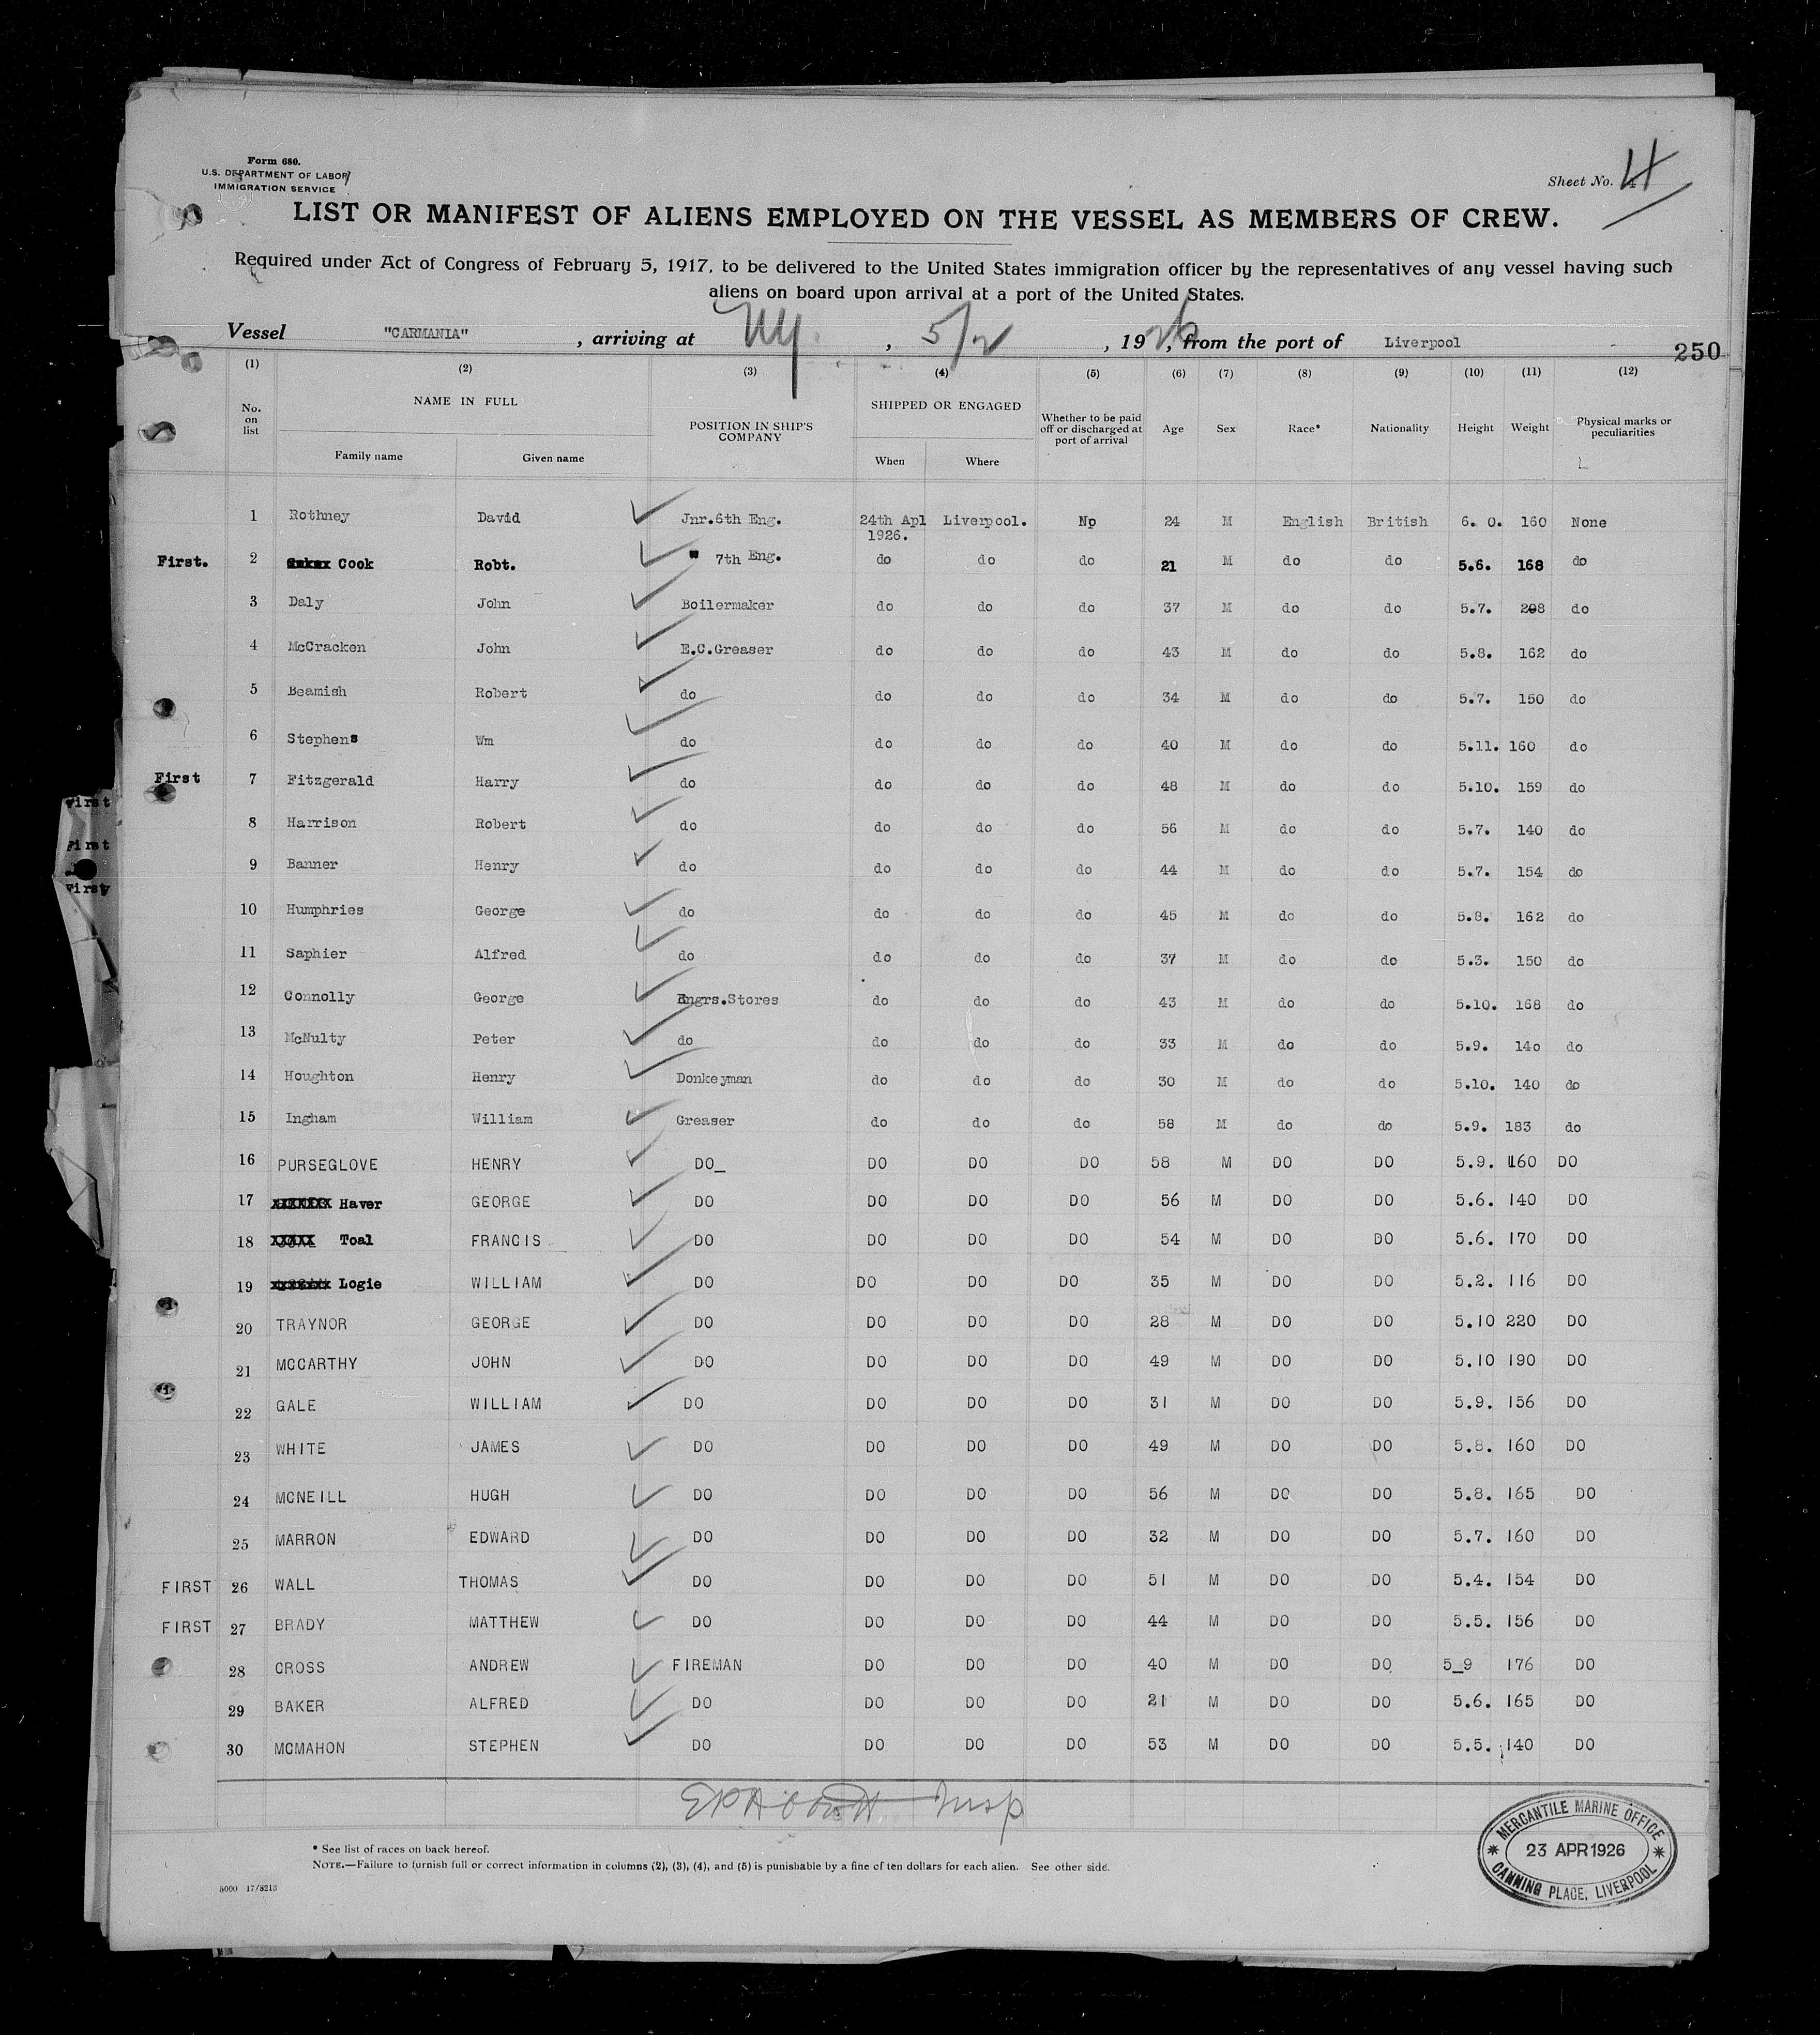 Form 680.
U.S. DEPARTMENT OF LABOR
IMMIGRATION SERVICE
Sheet No. 4
LIST OR MANIFEST OF ALIENS EMPLOYED ON THE VESSEL AS MEMBERS OF CREW.
Required under Act of Congress of February 5, 1917, to be delivered to the United States immigration officer by the representatives of any vessel having such
aliens on board upon arrival at a port of the United States.
Vessel "CARMANIA", arriving at NY, 5/2, 1926, from the port of Liverpool
250
(1) (2) (3) (4) (5) (6) (7) (8) (9) (10) (11) (12)
No. on list NAME IN FULL Family name Given name POSITION IN SHIP'S COMPANY SHIPPED OR ENGAGED When Where Whether to be paid off or discharged at port of arrival Age Sex Race* Nationality Height Weight Physical marks or peculiarities
1 Rothney David Jnr.6th Eng. 24th Apl 1926. Liverpool. No 24 M English British 6. 0. 160 None
First. 2 Cook Robt. " 7th Eng. do do do 21 M do do 5.6. 168 do
3 Daly John Boilermaker do do do 37 M do do 5.7. 208 do
4 McCracken John E.C.Greaser do do do 43 M do do 5.8. 162 do
5 Beamish Robert do do do do 34 M do do 5.7. 150 do
6 Stephens Wm do do do do 40 M do do 5.11. 160 do
First 7 Fitzgerald Harry do do do do 48 M do do 5.10. 159 do
First
8 Harrison Robert do do do do 56 M do do 5.7. 140 do
First
9 Banner Henry do do do do 44 M do do 5.7. 154 do
First
10 Humphries George do do do do 45 M do do 5.8. 162 do
11 Saphier Alfred do do do do 37 M do do 5.3. 150 do
12 Connolly George Engrs.Stores do do do 43 M do do 5.10. 168 do
13 McNulty Peter do do do do 33 M do do 5.9. 140 do
14 Houghton Henry Donkeyman do do do 30 M do do 5.10. 140 do
15 Ingham William Greaser do do do 58 M do do 5.9. 183 do
16 PURSEGLOVE HENRY DO_ DO DO DO 58 M DO DO 5.9. 160 DO
17 Haver GEORGE DO DO DO DO 56 M DO DO 5.6. 140 DO
18 Toal FRANCIS DO DO DO DO 54 M DO DO 5.6. 170 DO
19 Logie WILLIAM DO DO DO DO 35 M DO DO 5.2. 116 DO
20 TRAYNOR GEORGE DO DO DO DO 28 M DO DO 5.10 220 DO
21 MCCARTHY JOHN DO DO DO DO 49 M DO DO 5.10 190 DO
22 GALE WILLIAM DO DO DO DO 31 M DO DO 5.9. 156 DO
23 WHITE JAMES DO DO DO DO 49 M DO DO 5.8. 160 DO
24 MCNEILL HUGH DO DO DO DO 56 M DO DO 5.8. 165 DO
25 MARRON EDWARD DO DO DO DO 32 M DO DO 5.7. 160 DO
FIRST 26 WALL THOMAS DO DO DO DO 51 M DO DO 5.4. 154 DO
FIRST 27 BRADY MATTHEW DO DO DO DO 44 M DO DO 5.5. 156 DO
28 CROSS ANDREW FIREMAN DO DO DO 40 M DO DO 5_9 176 DO
29 BAKER ALFRED DO DO DO DO 21 M DO DO 5.6. 165 DO
30 MCMAHON STEPHEN DO DO DO DO 53 M DO DO 5.5. 140 DO
Insp
* See list of races on back hereof.
NOTE.—Failure to furnish full or correct information in columns (2), (3), (4), and (5) is punishable by a fine of ten dollars for each alien. See other side.
5000 17/8213
MERCANTILE MARINE OFFICE
23 APR 1926
CANNING PLACE, LIVERPOOL